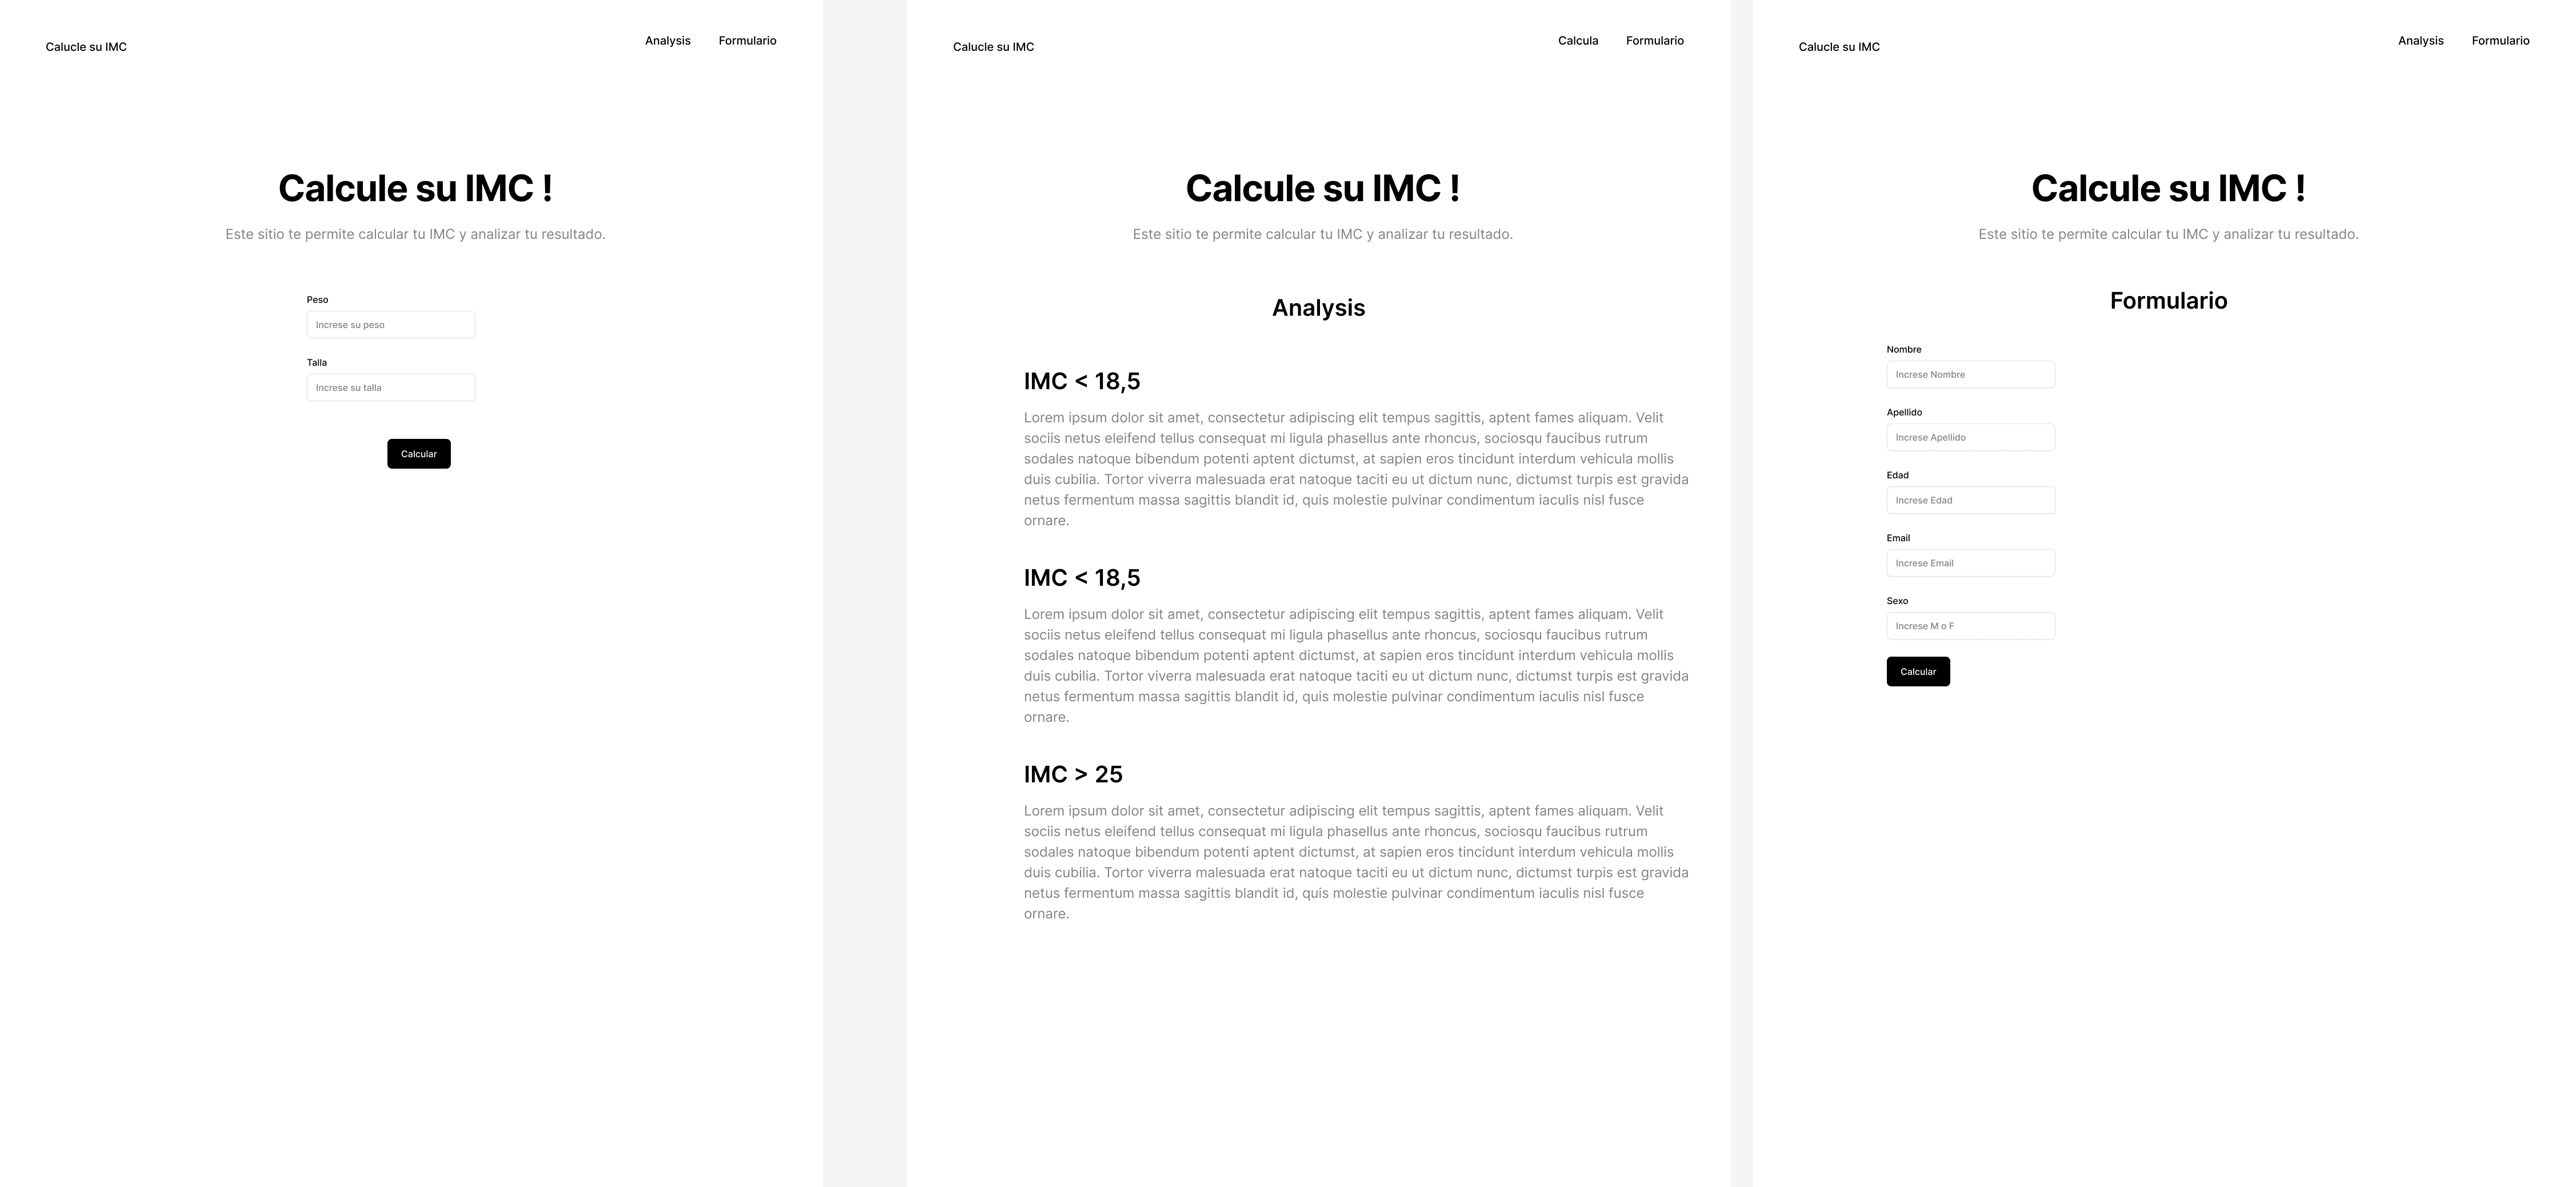 Calucle su IMC
Analysis
Formulario
Calcule su IMC !
Este sitio te permite calcular tu IMC y analizar tu resultado.
Peso
Increse su peso
Talla
Increse su talla
Calcular
Calucle su IMC
Calcula
Formulario
Calcule su IMC !
Este sitio te permite calcular tu IMC y analizar tu resultado.
Analysis
IMC < 18,5
Lorem ipsum dolor sit amet, consectetur adipiscing elit tempus sagittis, aptent fames aliquam. Velit
sociis netus eleifend tellus consequat mi ligula phasellus ante rhoncus, sociosqu faucibus rutrum
sodales natoque bibendum potenti aptent dictumst, at sapien eros tincidunt interdum vehicula mollis
duis cubilia. Tortor viverra malesuada erat natoque taciti eu ut dictum nunc, dictumst turpis est gravida
netus fermentum massa sagittis blandit id, quis molestie pulvinar condimentum iaculis nisl fusce
ornare.
IMC < 18,5
Lorem ipsum dolor sit amet, consectetur adipiscing elit tempus sagittis, aptent fames aliquam. Velit
sociis netus eleifend tellus consequat mi ligula phasellus ante rhoncus, sociosqu faucibus rutrum
sodales natoque bibendum potenti aptent dictumst, at sapien eros tincidunt interdum vehicula mollis
duis cubilia. Tortor viverra malesuada erat natoque taciti eu ut dictum nunc, dictumst turpis est gravida
netus fermentum massa sagittis blandit id, quis molestie pulvinar condimentum iaculis nisl fusce
ornare.
IMC > 25
Lorem ipsum dolor sit amet, consectetur adipiscing elit tempus sagittis, aptent fames aliquam. Velit
sociis netus eleifend tellus consequat mi ligula phasellus ante rhoncus, sociosqu faucibus rutrum
sodales natoque bibendum potenti aptent dictumst, at sapien eros tincidunt interdum vehicula mollis
duis cubilia. Tortor viverra malesuada erat natoque taciti eu ut dictum nunc, dictumst turpis est gravida
netus fermentum massa sagittis blandit id, quis molestie pulvinar condimentum iaculis nisl fusce
ornare.
Calucle su IMC
Analysis
Formulario
Calcule su IMC !
Este sitio te permite calcular tu IMC y analizar tu resultado.
Formulario
Nombre
Increse Nombre
Apellido
Increse Apellido
Edad
Increse Edad
Email
Increse Email
Sexo
Increse M o F
Calcular